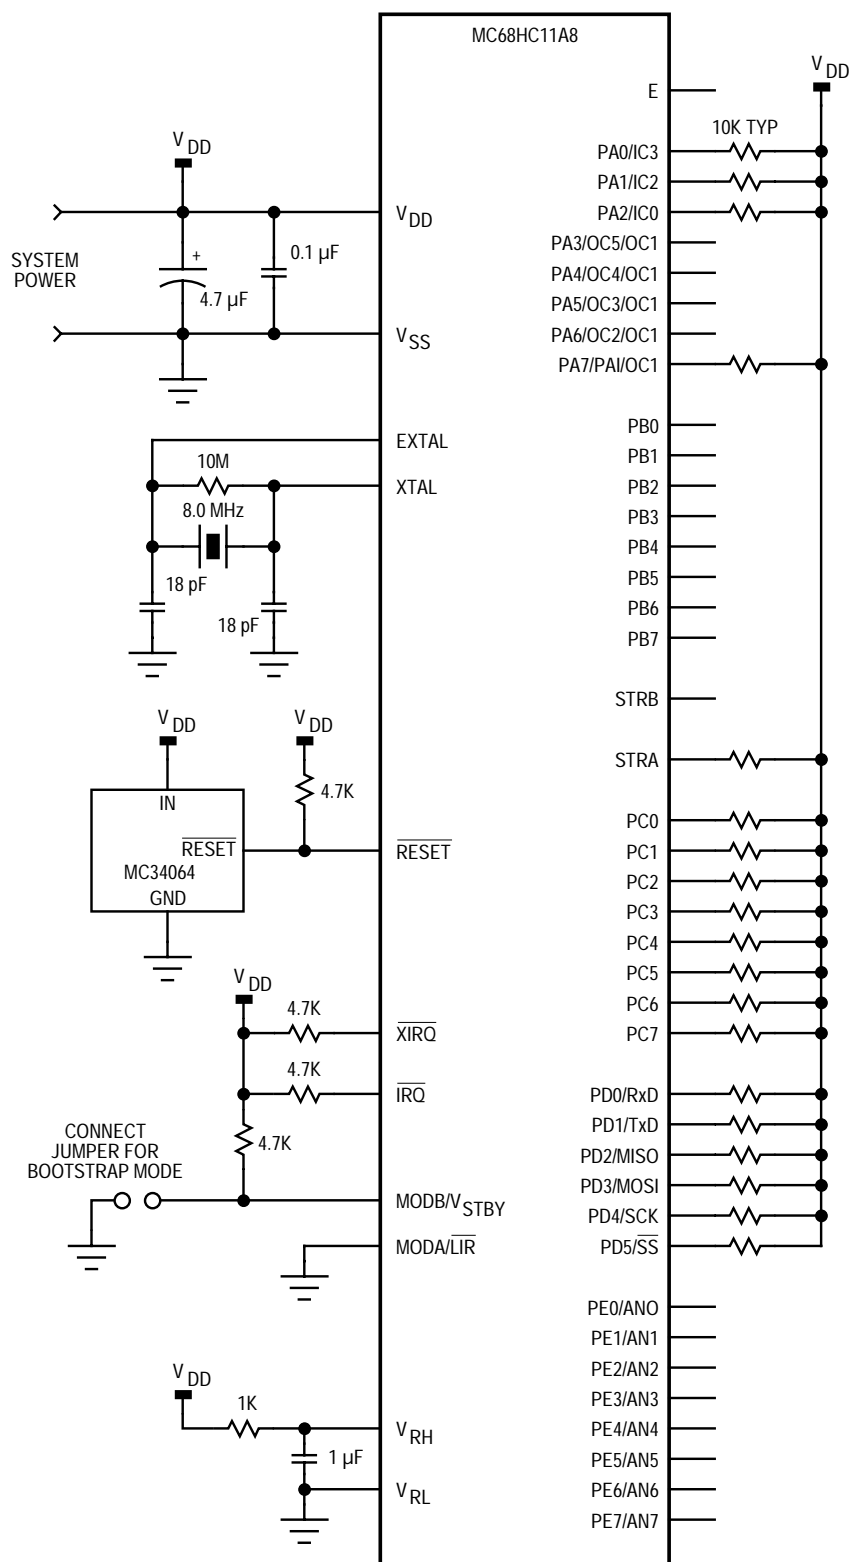 MC68HC11A8
V DD
E
10K TYP
PA0/IC3
PA1/IC2
PA2/IC0
PA3/OC5/OC1
PA4/OC4/OC1
PA5/OC3/OC1
PA6/OC2/OC1
PA7/PAI/OC1
PB0
PB1
PB2
PB3
PB4
PB5
PB6
PB7
STRB
STRA
PC0
PC1
PC2
PC3
PC4
PC5
PC6
PC7
PD0/RxD
PD1/TxD
PD2/MISO
PD3/MOSI
PD4/SCK
PD5/SS
PE0/ANO
PE1/AN1
PE2/AN2
PE3/AN3
PE4/AN4
PE5/AN5
PE6/AN6
PE7/AN7
V DD
V DD
SYSTEM
POWER
+
4.7 µF
0.1 µF
V SS
EXTAL
10M
XTAL
8.0 MHz
18 pF
18 pF
V DD
V DD
IN
4.7K
RESET
RESET
MC34064
GND
V DD
4.7K
XIRQ
4.7K
IRQ
4.7K
CONNECT
JUMPER FOR
BOOTSTRAP MODE
MODB/V STBY
MODA/LIR
V DD
1K
V RH
1 µF
V RL